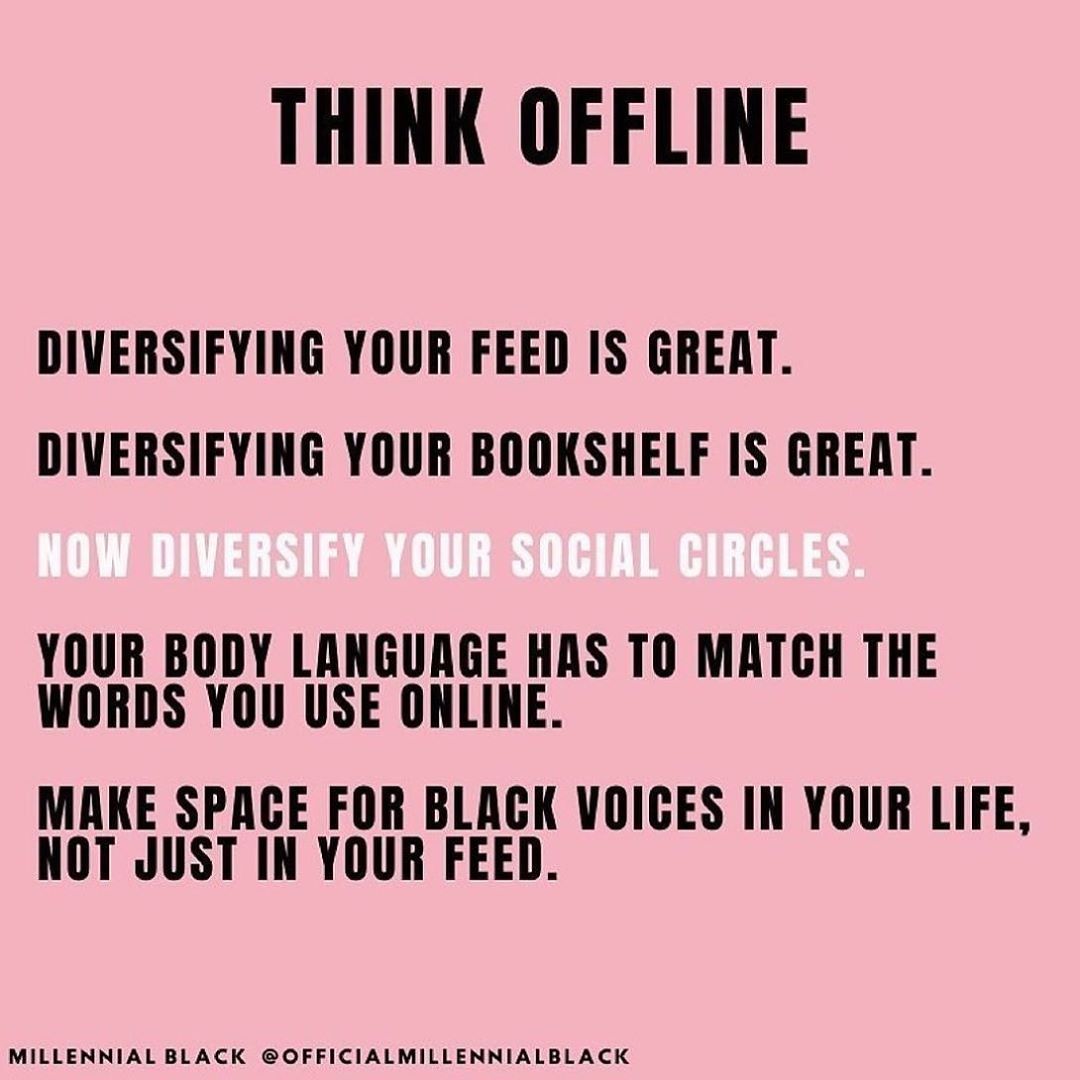 THINK OFFLINE
DIVERSIFYING YOUR FEED IS GREAT.
DIVERSIFYING YOUR BOOKSHELF IS GREAT.
NOW DIVERSIFY YOUR SOCIAL CIRCLES.
YOUR BODY LANGUAGE HAS TO MATCH THE
WORDS YOU USE ONLINE.
MAKE SPACE FOR BLACK VOICES IN YOUR LIFE,
NOT JUST IN YOUR FEED.
MILLENNIAL BLACK @OFFICIALMILLENNIALBLACK